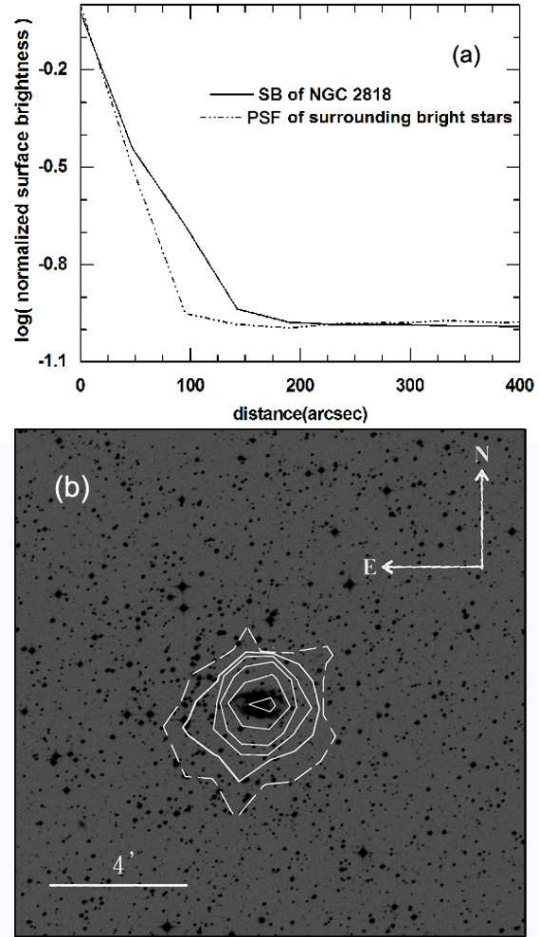 (a)
SB of NGC 2818
PSF of surrounding bright stars
log( normalized surface brightness )
-0.2
-0.5
-0.8
-1.1
0
100
200
300
400
distance(arcsec)
(b)
N
E
4'